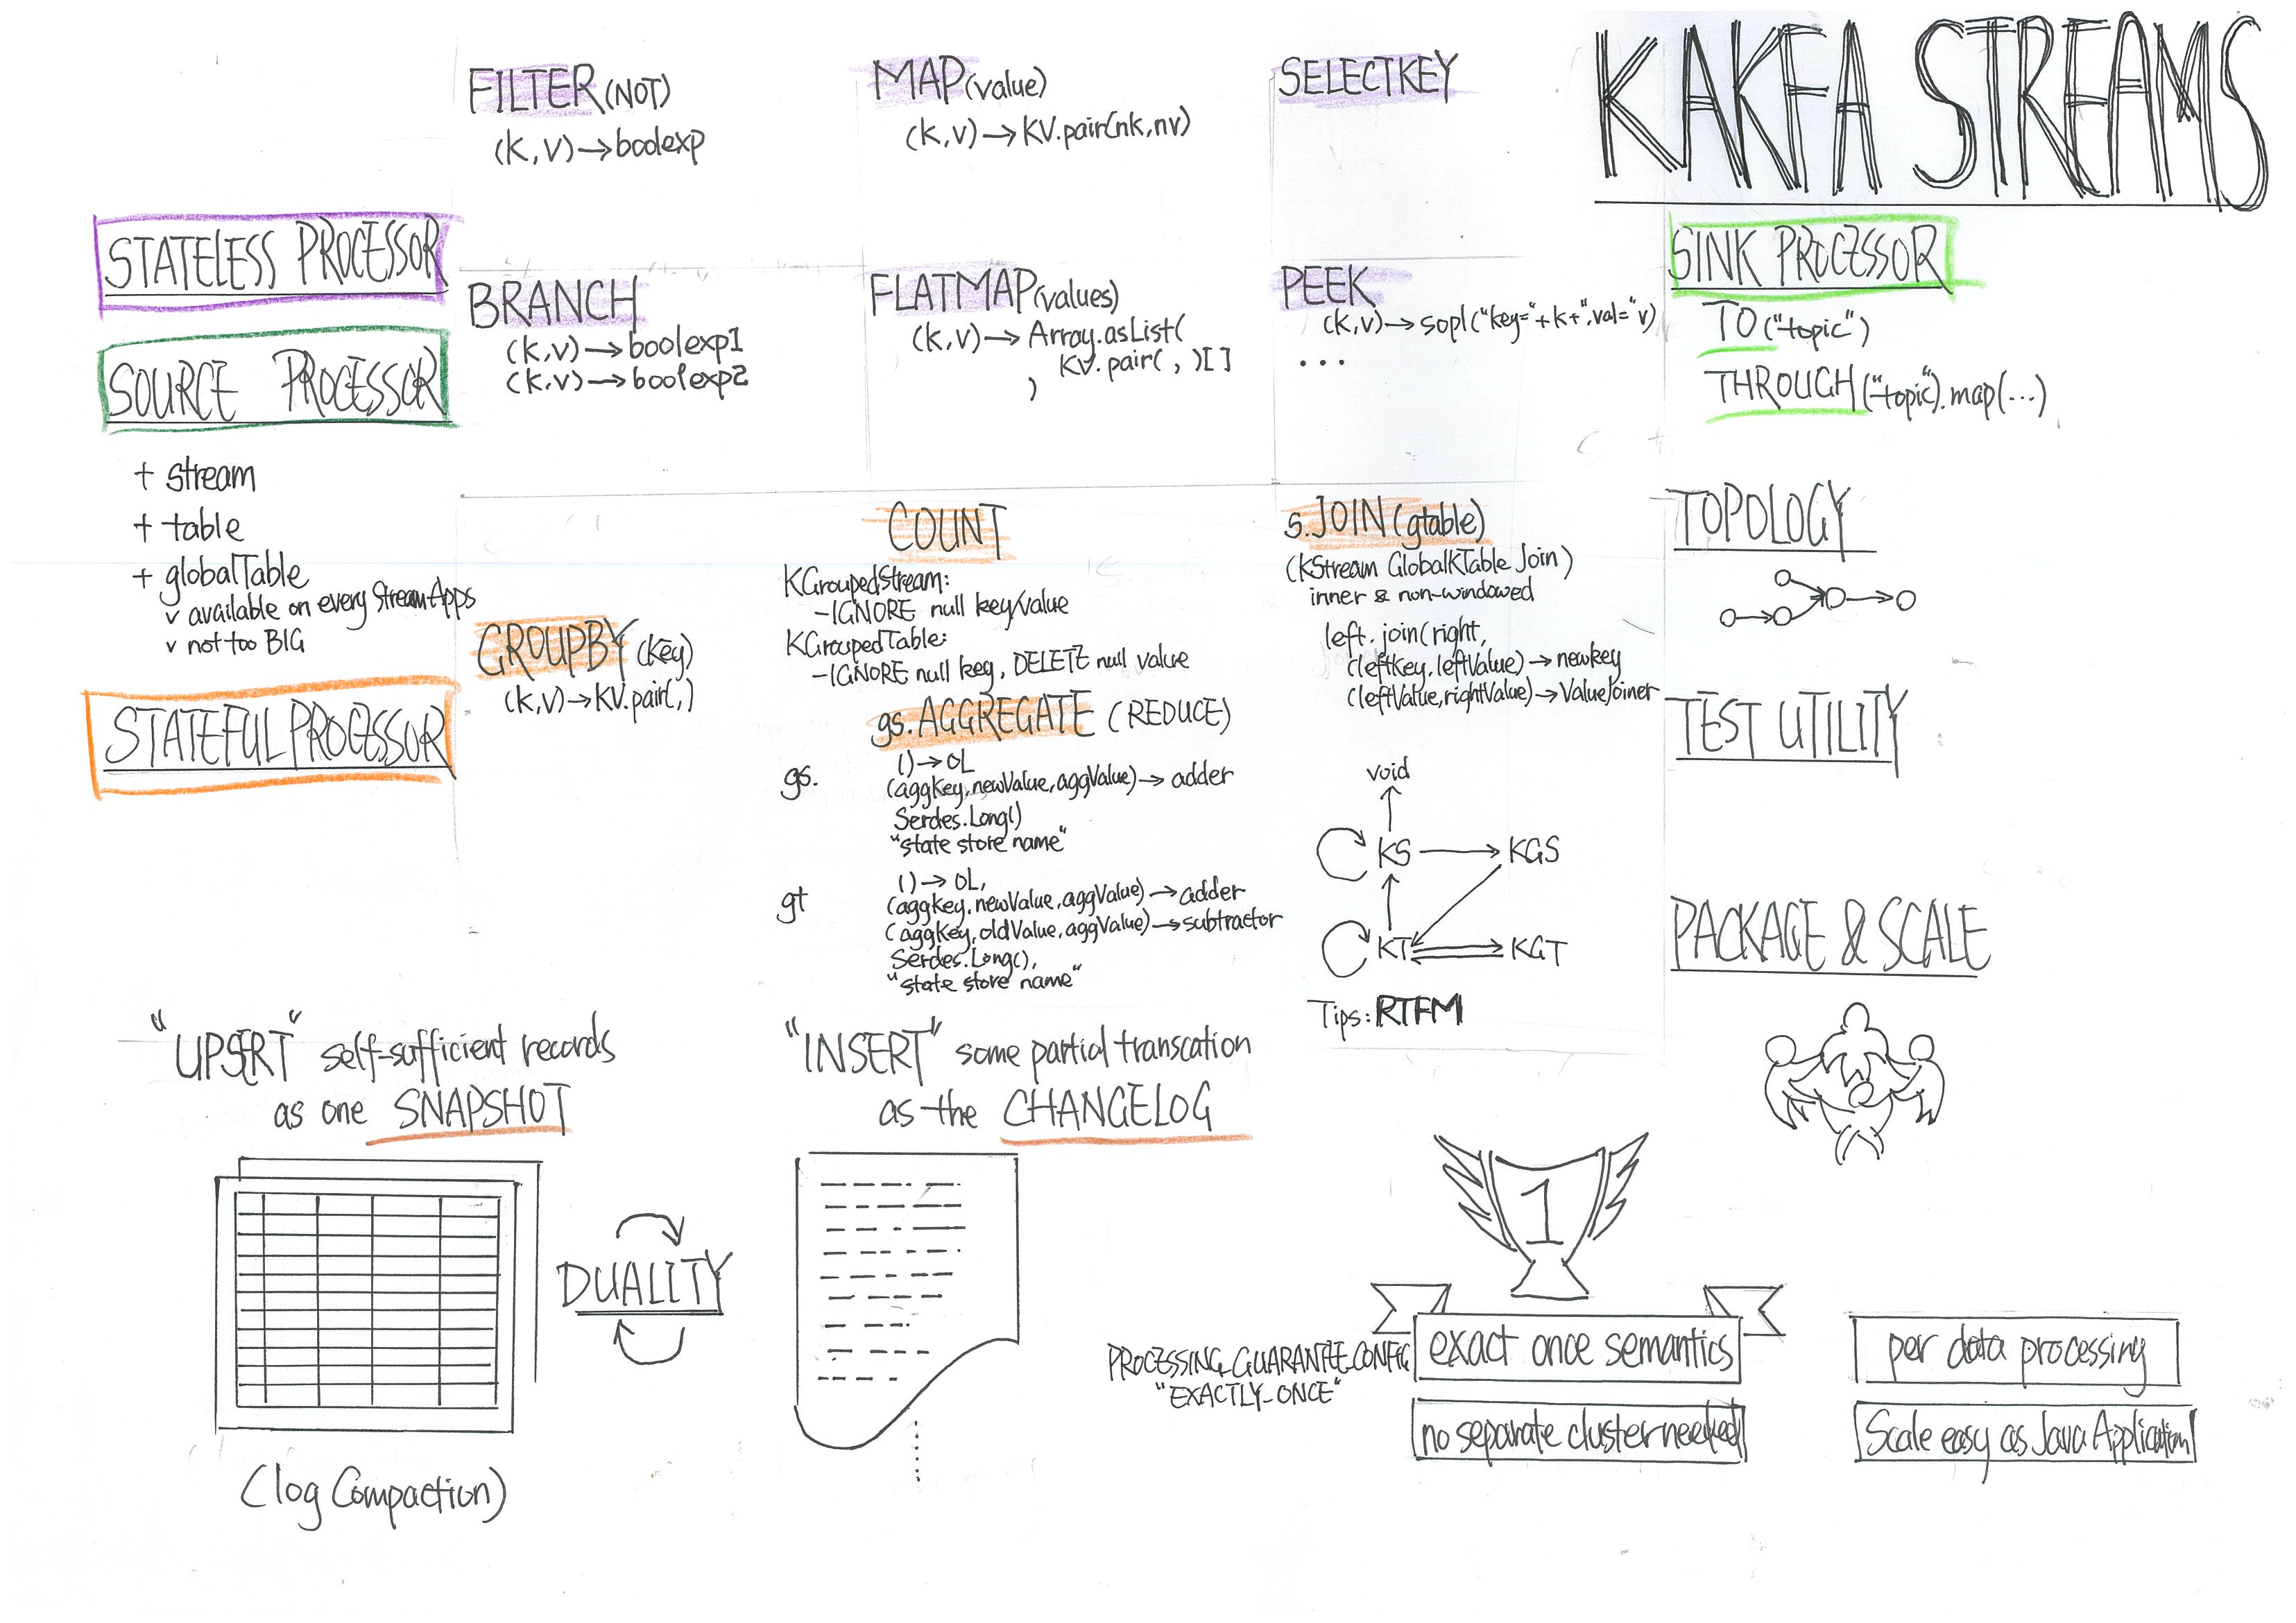 KAKFA STREAMS
STATELESS PROCESSOR
FILTER (NOT)
(K,V)→boolexp
MAP(value)
(K,V)→KV.pair(nk,nv)
SELECTKEY
BRANCH
(K,V)→boolexp1
(K,V)→boolexp2
FLATMAP(values)
(K,V)→Array.asList(
KV.pair( , )[]
)
PEEK
(K,V)→sopl("key="+k+",val="v)
...
SINK PROCESSOR
TO ("topic")
THROUGH ("topic").map(...)
SOURCE PROCESSOR
+ stream
+ table
+ globalTable
v available on every StreamApps
v not too BIG
STATEFUL PROCESSOR
GROUPBY (Key)
(K,V)→KV.pair(,)
COUNT
KGroupedStream:
-IGNORE null key/value
KGroupedTable:
-IGNORE null key, DELETE null value
gs.AGGREGATE (REDUCE)
gs.
()→0L
(aggKey,newValue,aggValue)→adder
Serdes.Long()
"state store name"
gt
()→0L,
(aggKey,newValue,aggValue)→adder
(aggKey,oldValue,aggValue)→subtractor
Serdes.Long(),
"state store name"
s.JOIN(gtable)
(KStream GlobalKTable Join)
inner & non-windowed
left.join(right,
(leftKey,leftValue)→newkey
(leftValue,rightValue)→ValueJoiner
void
KS → KGS
KT KGT
Tips: RTFM
TOPOLOGY
TEST UTILITY
PACKAGE & SCALE
"UPSERT" self-sufficient records
as one SNAPSHOT
DUALITY
(log Compaction)
"INSERT" some partial transcation
as the CHANGELOG
1
PROCESSING_GUARANTEE_CONFIG
"EXACTLY_ONCE"
exact once semantics
no separate cluster needed
per data processing
Scale easy as Java Application